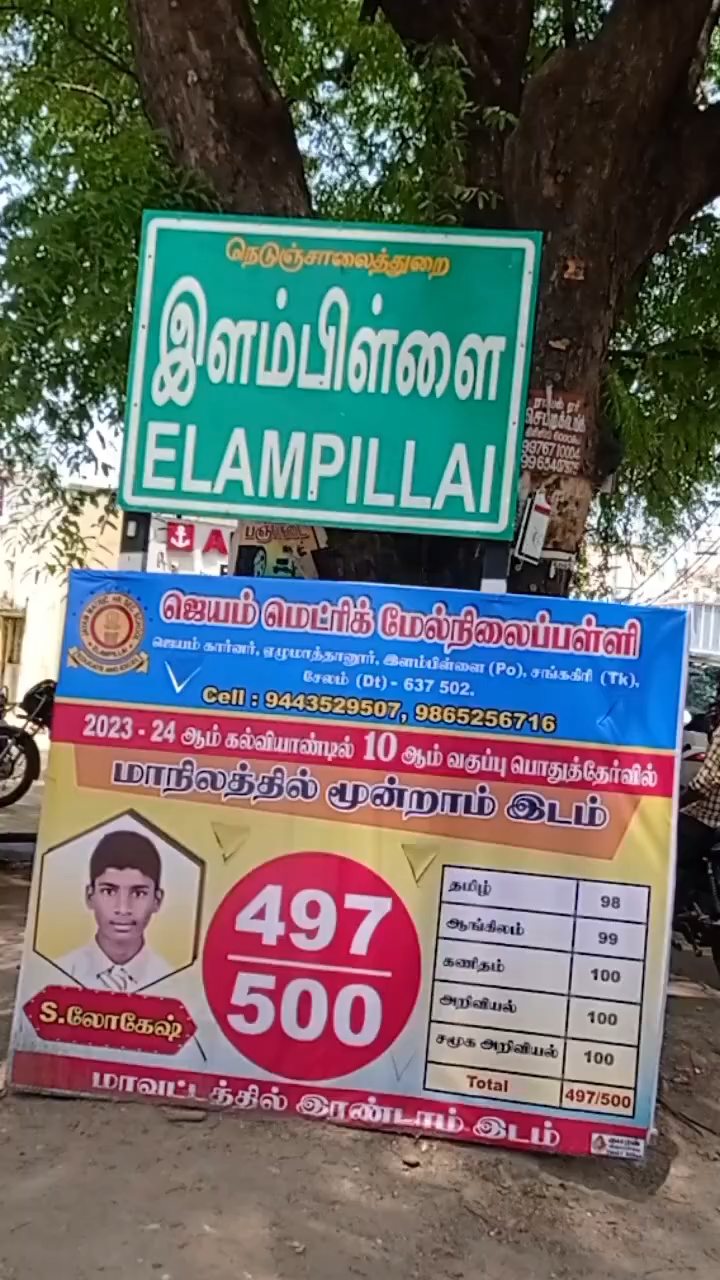 நெடுஞ்சாலைத்துறை
இளம்பிள்ளை
ELAMPILLAI
9976710004
A
ஜெயம் மெட்ரிக் மேல்நிலைப்பள்ளி
ஜெயம் கார்னர், ஏழுமாத்தானூர், இளம்பிள்ளை (Po), சங்ககிரி (Tk),
சேலம் (Dt) - 637 502.
Cell : 9443529507, 9865256716
2023 - 24 ஆம் கல்வியாண்டில் 10 ஆம் வகுப்பு பொதுத்தேர்வில்
மாநிலத்தில் மூன்றாம் இடம்
497
500
S.லோகேஷ்
தமிழ் 98
ஆங்கிலம் 99
கணிதம் 100
அறிவியல் 100
சமூக அறிவியல் 100
Total 497/500
மாவட்டத்தில் இரண்டாம் இடம்